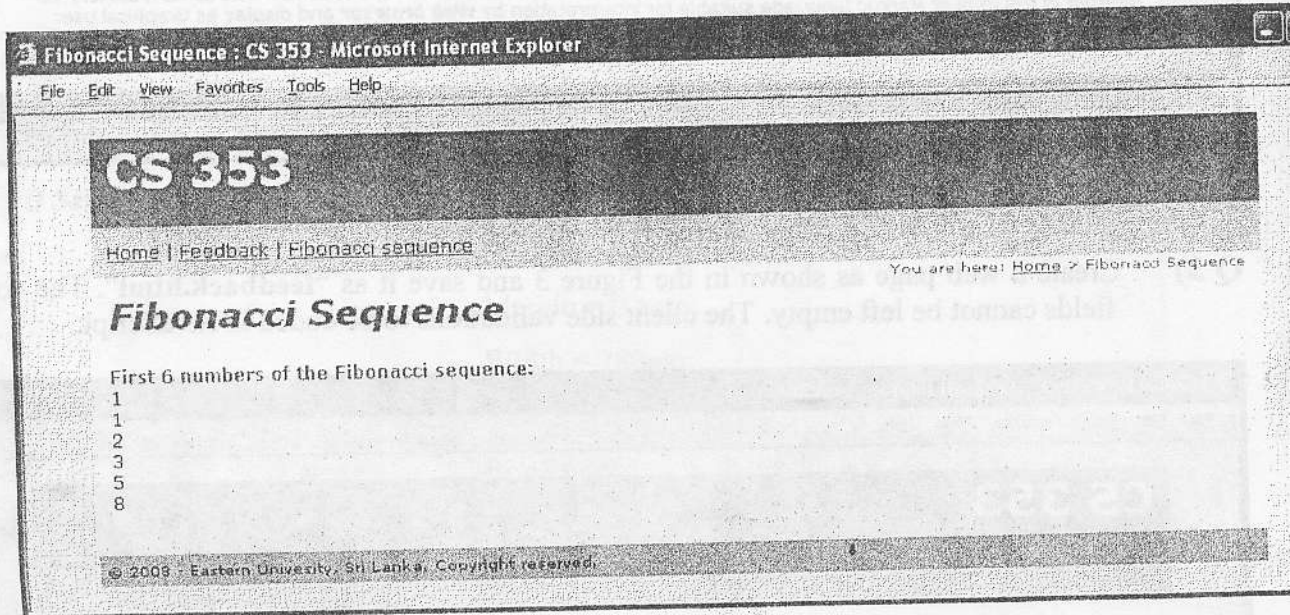 Fibonacci Sequence : CS 353 - Microsoft Internet Explorer
File Edit View Favorites Tools Help
CS 353
Home | Feedback | Fibonacci sequence
You are here: Home > Fibonacci Sequence
Fibonacci Sequence
First 6 numbers of the Fibonacci sequence:
1
1
2
3
5
8
© 2009 - Eastern Univesity, Sri Lanka, Copyright reserved.